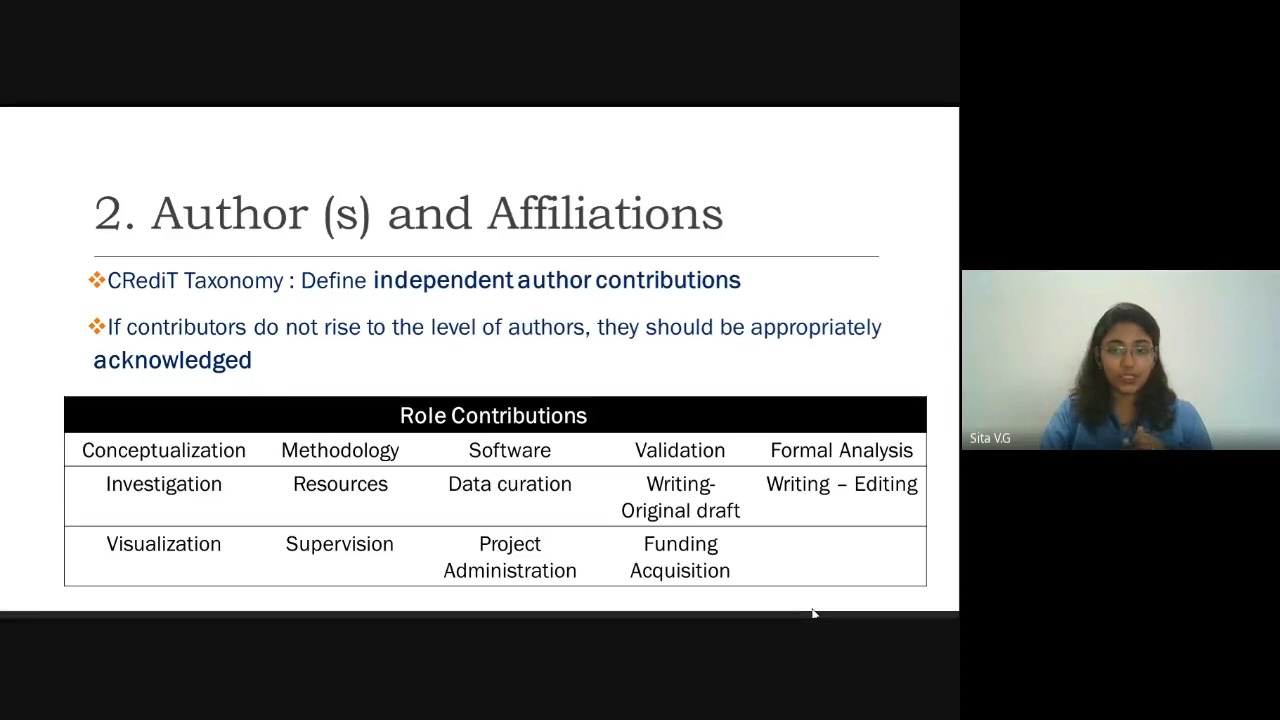 2. Author (s) and Affiliations
❖CRediT Taxonomy : Define independent author contributions
❖If contributors do not rise to the level of authors, they should be appropriately
acknowledged
Role Contributions
Conceptualization Methodology Software Validation Formal Analysis
Investigation Resources Data curation Writing- Writing – Editing
Original draft
Visualization Supervision Project Funding
Administration Acquisition
Sita V.G